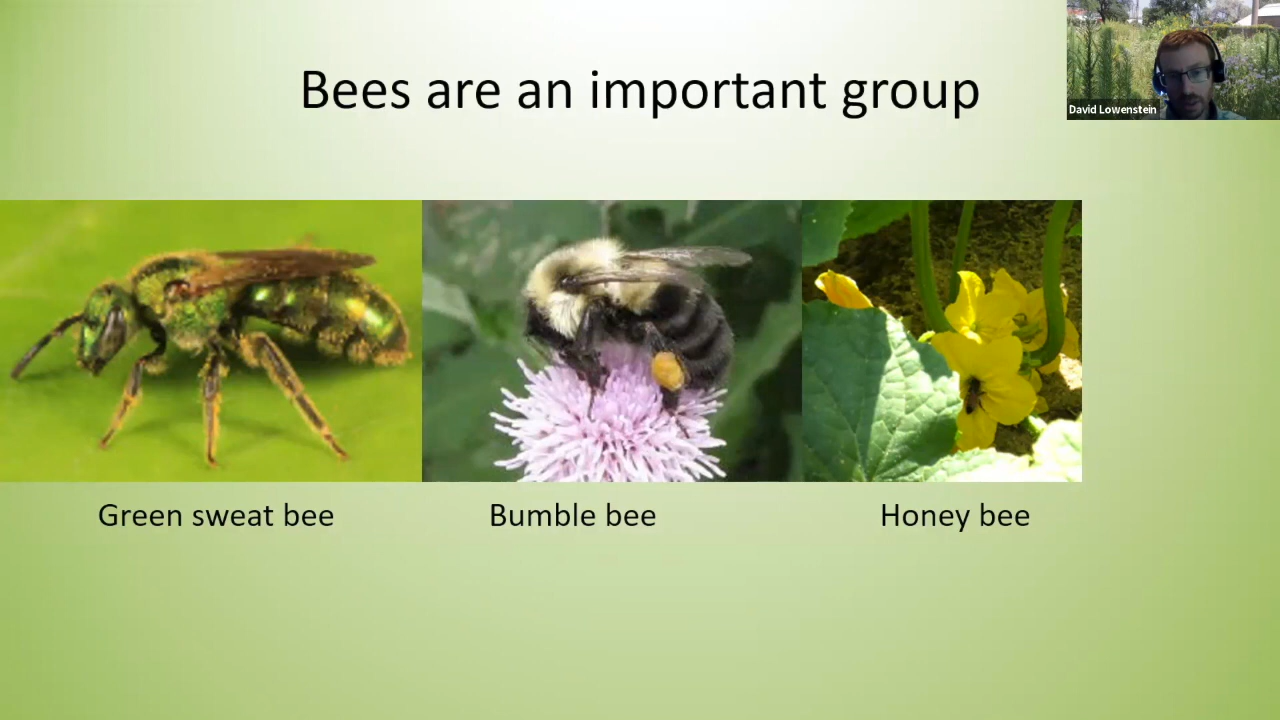 Bees are an important group
David Lowenstein
Green sweat bee
Bumble bee
Honey bee